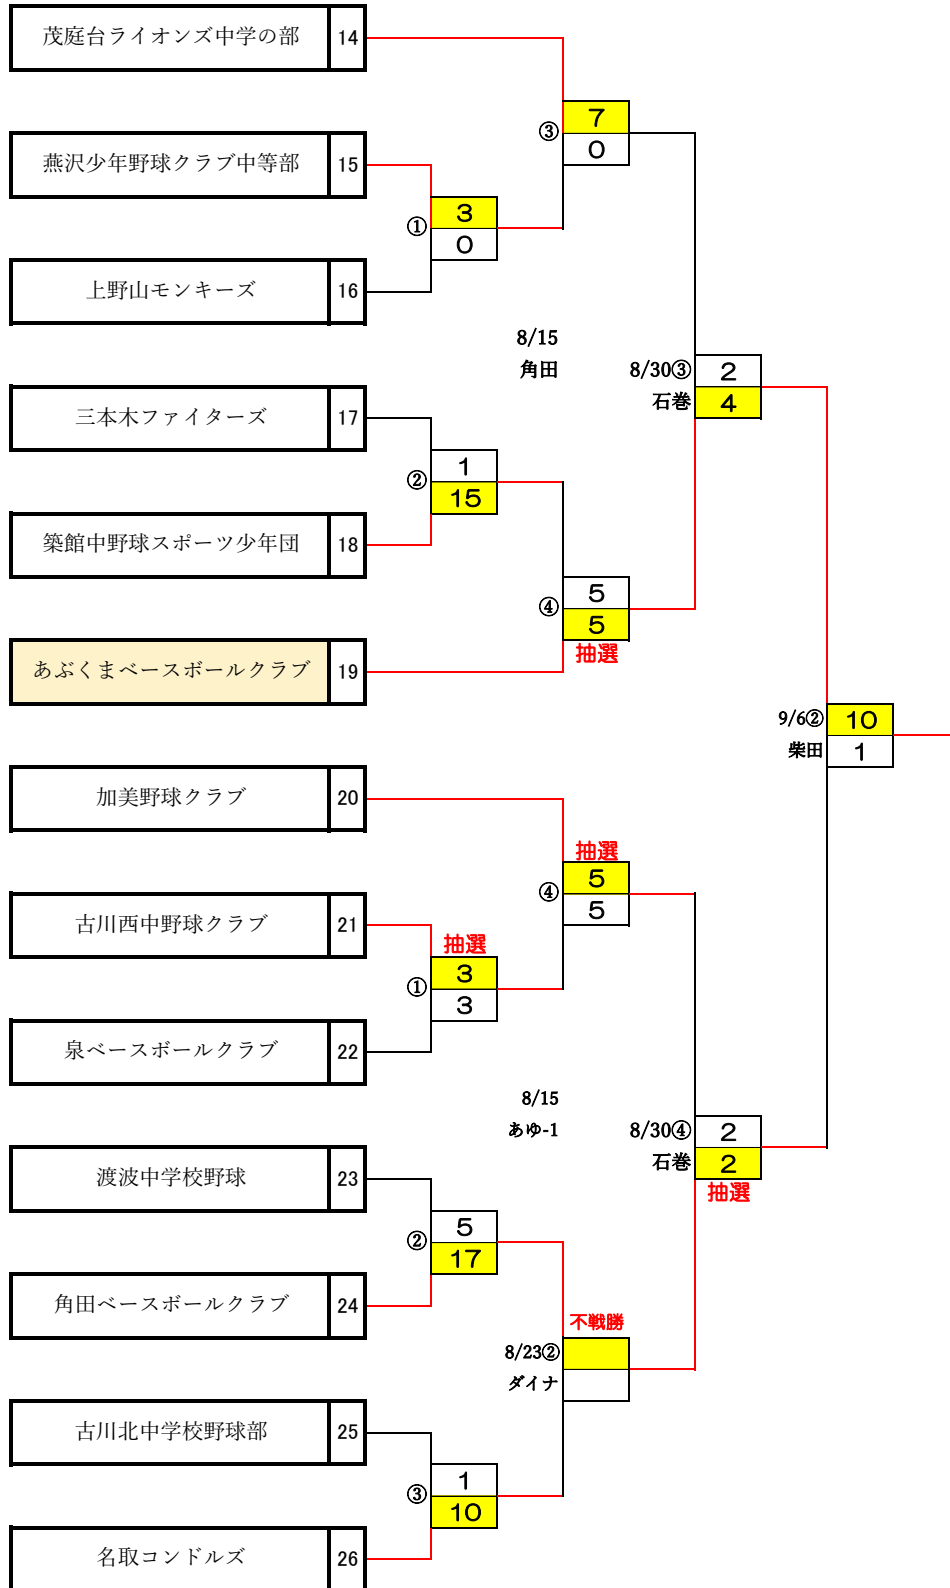 茂庭台ライオンズ中学の部 14
7
③
0
燕沢少年野球クラブ中等部 15
3
①
0
上野山モンキーズ 16
8/15
角田
8/30③ 2
石巻 4
三本木ファイターズ 17
1
②
15
築館中野球スポーツ少年団 18
5
④
5
抽選
あぶくまベースボールクラブ 19
9/6② 10
柴田 1
加美野球クラブ 20
抽選
5
④
5
古川西中野球クラブ 21
抽選
3
①
3
泉ベースボールクラブ 22
8/15
あゆ-1
8/30④ 2
石巻 2
抽選
渡波中学校野球 23
5
②
17
角田ベースボールクラブ 24
不戦勝
8/23②
ダイナ
古川北中学校野球部 25
1
③
10
名取コンドルズ 26